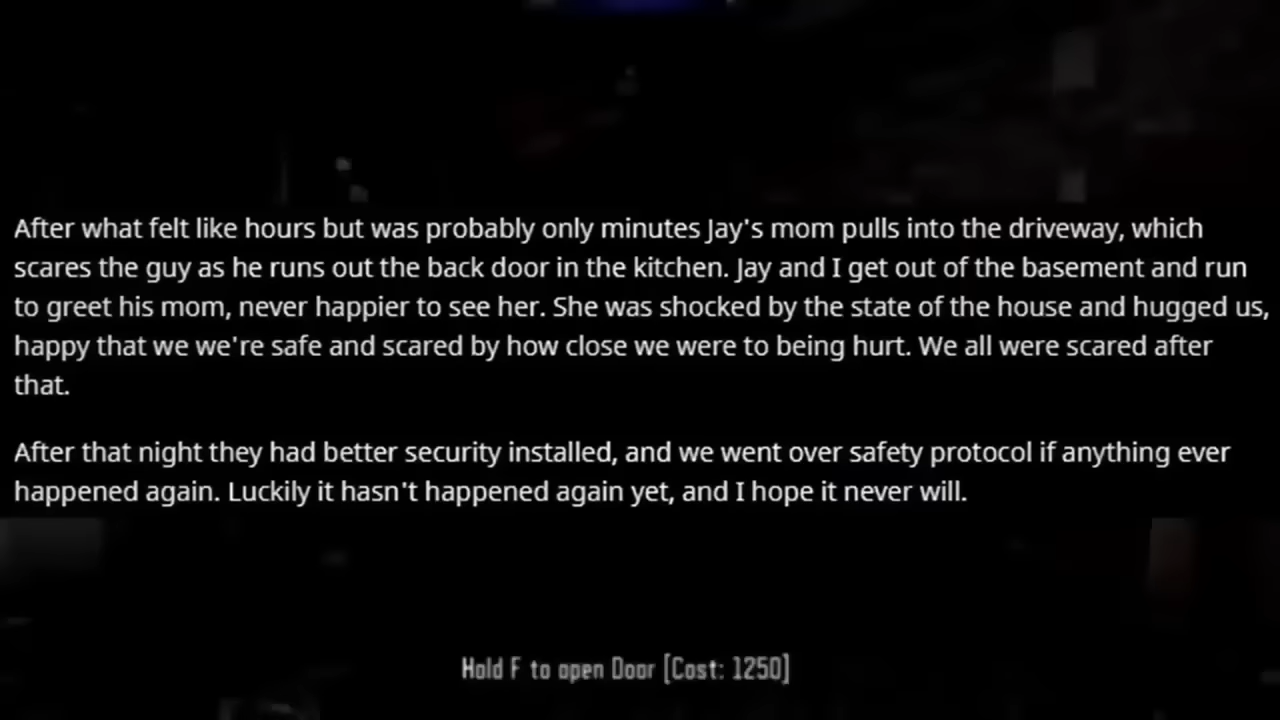 After what felt like hours but was probably only minutes Jay's mom pulls into the driveway, which
scares the guy as he runs out the back door in the kitchen. Jay and I get out of the basement and run
to greet his mom, never happier to see her. She was shocked by the state of the house and hugged us,
happy that we we're safe and scared by how close we were to being hurt. We all were scared after
that.
After that night they had better security installed, and we went over safety protocol if anything ever
happened again. Luckily it hasn't happened again yet, and I hope it never will.
Hold F to open Door [Cost: 1250]